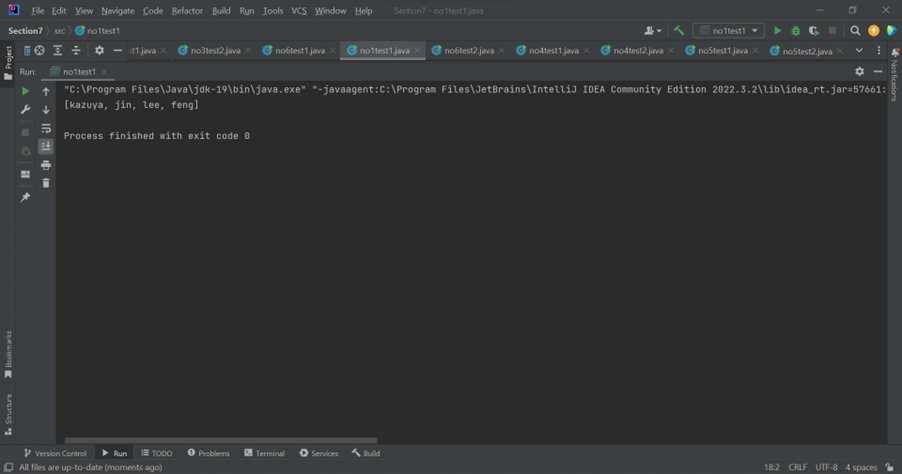 File Edit View Navigate Code Refactor Build Run Tools VCS Window Help Section7 - no1test1.java
Section7 src no1test1 no1test1
st1.java no3test2.java no6test1.java no1test1.java no6test2.java no4test1.java no4test2.java no5test1.java no5test2.java
Project
Notifications
Run: no1test1
"C:\Program Files\Java\jdk-19\bin\java.exe" "-javaagent:C:\Program Files\JetBrains\IntelliJ IDEA Community Edition 2022.3.2\lib\idea_rt.jar=57661:
[kazuya, jin, lee, feng]
Process finished with exit code 0
Bookmarks
Structure
Version Control Run TODO Problems Terminal Services Build
All files are up-to-date (moments ago) 18:2 CRLF UTF-8 4 spaces